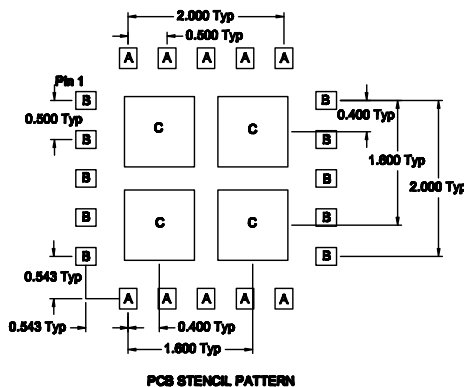 2.000 Typ
0.500 Typ
A A A A A
Pin 1
B B
0.500 Typ
C C
0.400 Typ
B B
1.600 Typ
B B
2.000 Typ
B B
C C
B B
0.543 Typ
A A A A A
0.543 Typ
0.400 Typ
1.600 Typ
PCB STENCIL PATTERN